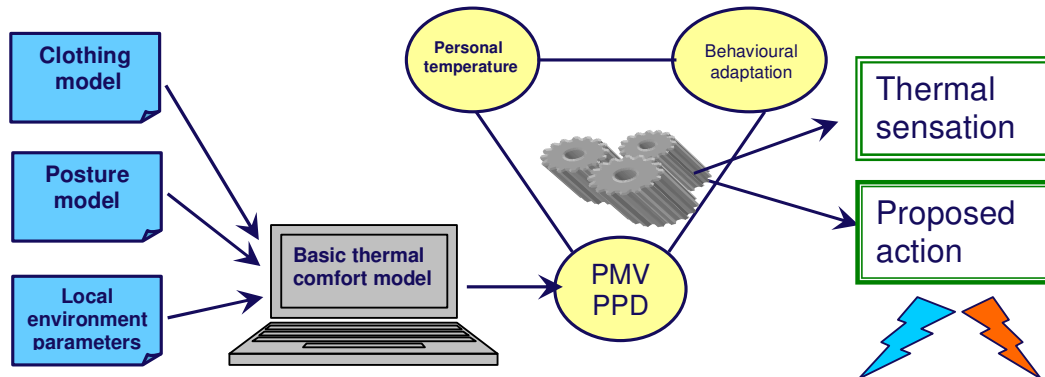 Clothing
model
Posture
model
Local
environment
parameters
Basic thermal
comfort model
Personal
temperature
Behavioural
adaptation
PMV
PPD
Thermal
sensation
Proposed
action